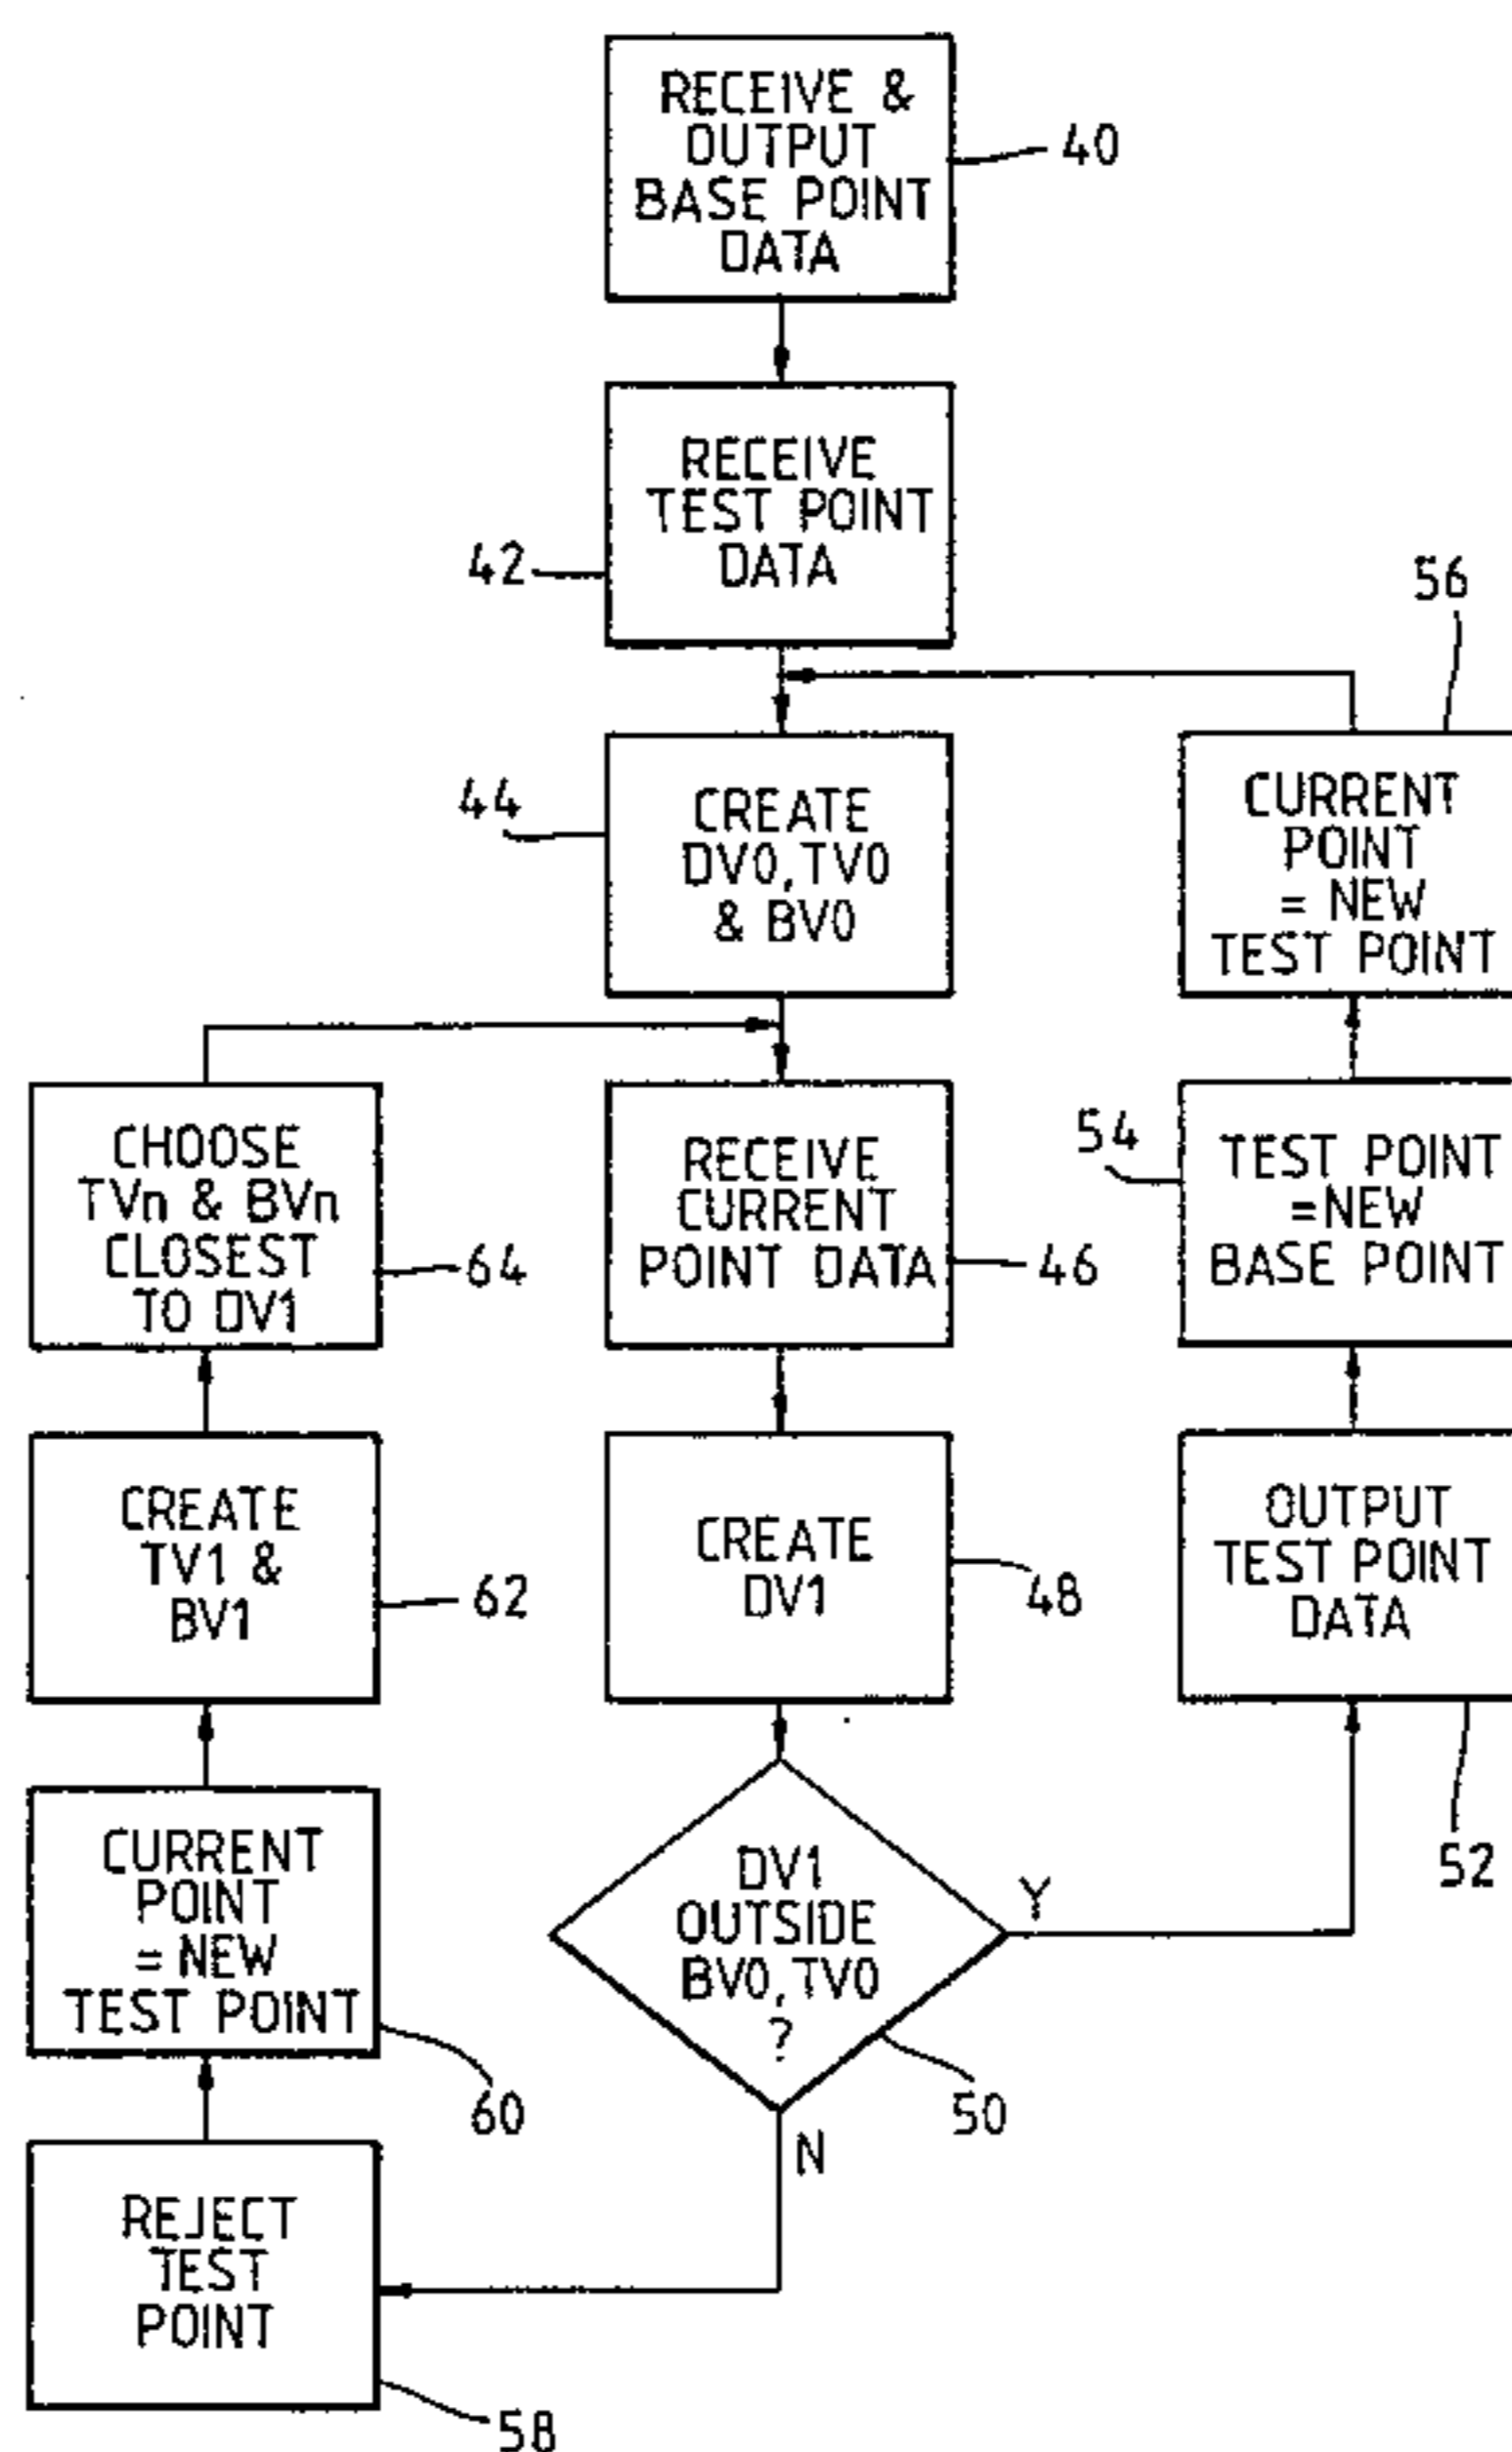 RECEIVE &
OUTPUT
BASE POINT
DATA
40
RECEIVE
TEST POINT
DATA
42
56
44
CREATE
DV0, TV0
& BV0
CURRENT
POINT
= NEW
TEST POINT
CHOOSE
TVn & BVn
CLOSEST
TO DV1
64
RECEIVE
CURRENT
POINT DATA
46
54
TEST POINT
=NEW
BASE POINT
CREATE
TV1 &
BV1
62
CREATE
DV1
48
OUTPUT
TEST POINT
DATA
52
CURRENT
POINT
=NEW
TEST POINT
60
DV1
OUTSIDE
BV0, TV0
?
Y
50
N
REJECT
TEST
POINT
58